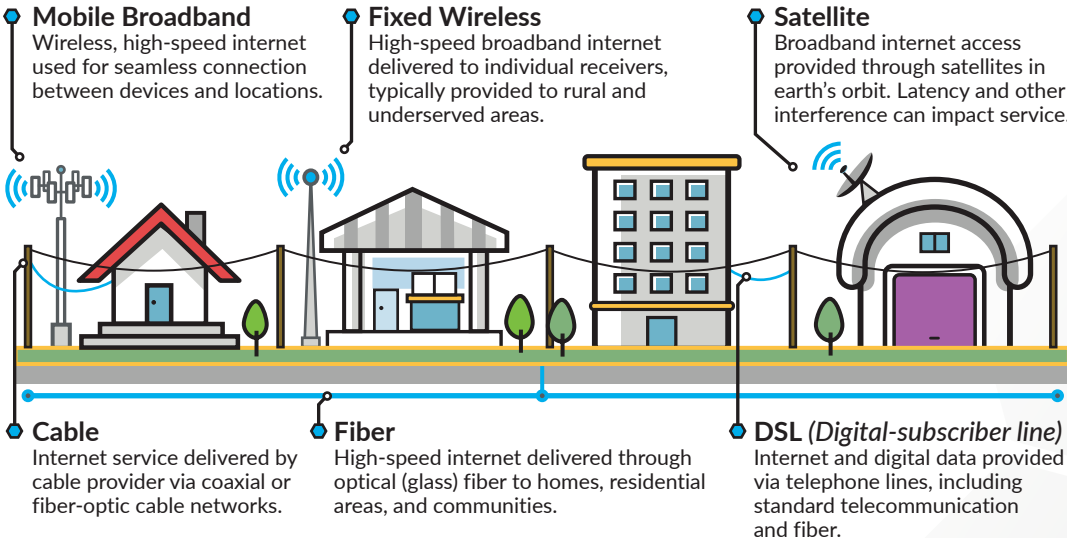 Mobile Broadband
Wireless, high-speed internet
used for seamless connection
between devices and locations.
Fixed Wireless
High-speed broadband internet
delivered to individual receivers,
typically provided to rural and
underserved areas.
Satellite
Broadband internet access
provided through satellites in
earth’s orbit. Latency and other
interference can impact service.
Cable
Internet service delivered by
cable provider via coaxial or
fiber-optic cable networks.
Fiber
High-speed internet delivered through
optical (glass) fiber to homes, residential
areas, and communities.
DSL (Digital-subscriber line)
Internet and digital data provided
via telephone lines, including
standard telecommunication
and fiber.